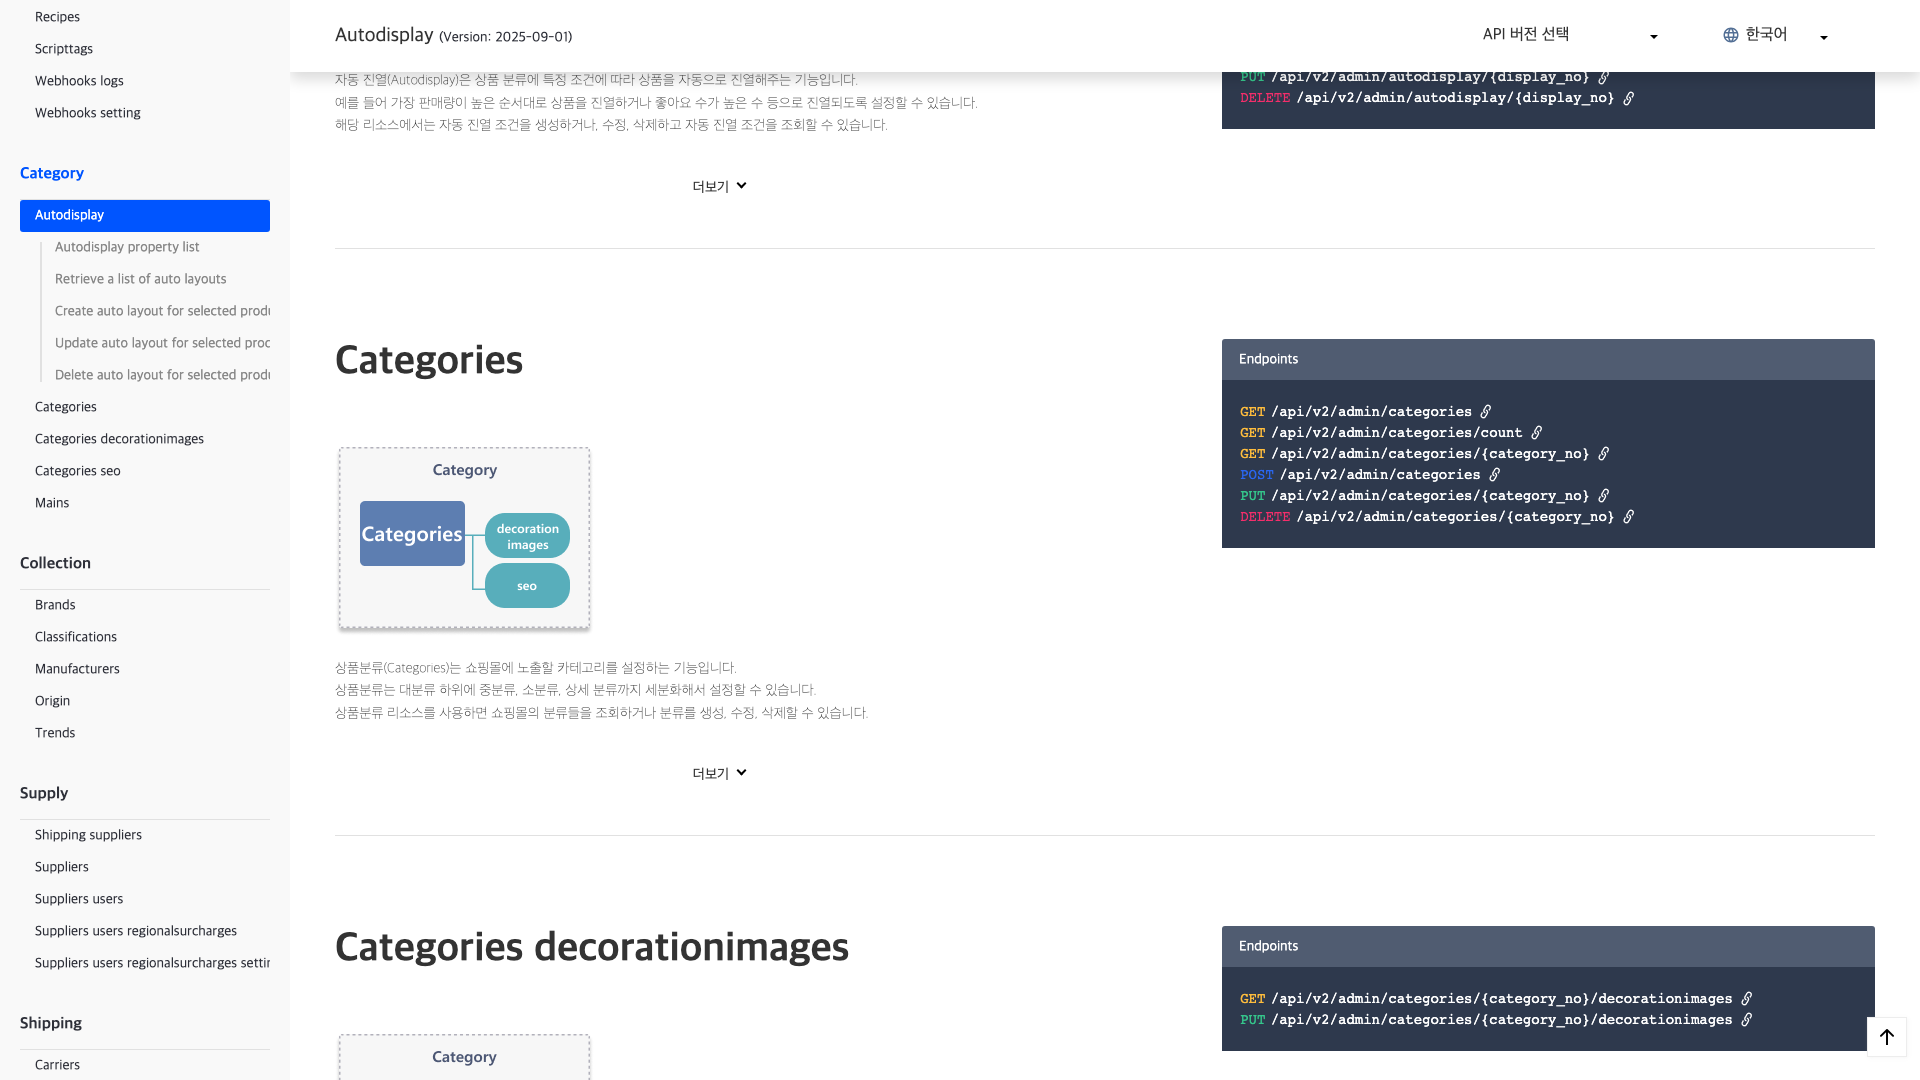 Recipes
Scripttags
Webhooks logs
Webhooks setting
Category
Autodisplay
Autodisplay property list
Retrieve a list of auto layouts
Create auto layout for selected produ
Update auto layout for selected proc
Delete auto layout for selected produ
Categories
Categories decorationimages
Categories seo
Mains
Collection
Brands
Classifications
Manufacturers
Origin
Trends
Supply
Shipping suppliers
Suppliers
Suppliers users
Suppliers users regionalsurcharges
Suppliers users regionalsurcharges settin
Shipping
Carriers
Autodisplay (Version: 2025-09-01)
API 버전 선택
한국어
자동 진열(Autodisplay)은 상품 분류에 특정 조건에 따라 상품을 자동으로 진열해주는 기능입니다.
예를 들어 가장 판매량이 높은 순서대로 상품을 진열하거나 좋아요 수가 높은 수 등으로 진열되도록 설정할 수 있습니다.
해당 리소스에서는 자동 진열 조건을 생성하거나, 수정, 삭제하고 자동 진열 조건을 조회할 수 있습니다.
더보기
PUT /api/v2/admin/autodisplay/{display_no}
DELETE /api/v2/admin/autodisplay/{display_no}
Categories
Category
Categories
decoration
images
seo
상품분류(Categories)는 쇼핑몰에 노출할 카테고리를 설정하는 기능입니다.
상품분류는 대분류 하위에 중분류, 소분류, 상세 분류까지 세분화해서 설정할 수 있습니다.
상품분류 리소스를 사용하면 쇼핑몰의 분류들을 조회하거나 분류를 생성, 수정, 삭제할 수 있습니다.
더보기
Endpoints
GET /api/v2/admin/categories
GET /api/v2/admin/categories/count
GET /api/v2/admin/categories/{category_no}
POST /api/v2/admin/categories
PUT /api/v2/admin/categories/{category_no}
DELETE /api/v2/admin/categories/{category_no}
Categories decorationimages
Category
Endpoints
GET /api/v2/admin/categories/{category_no}/decorationimages
PUT /api/v2/admin/categories/{category_no}/decorationimages